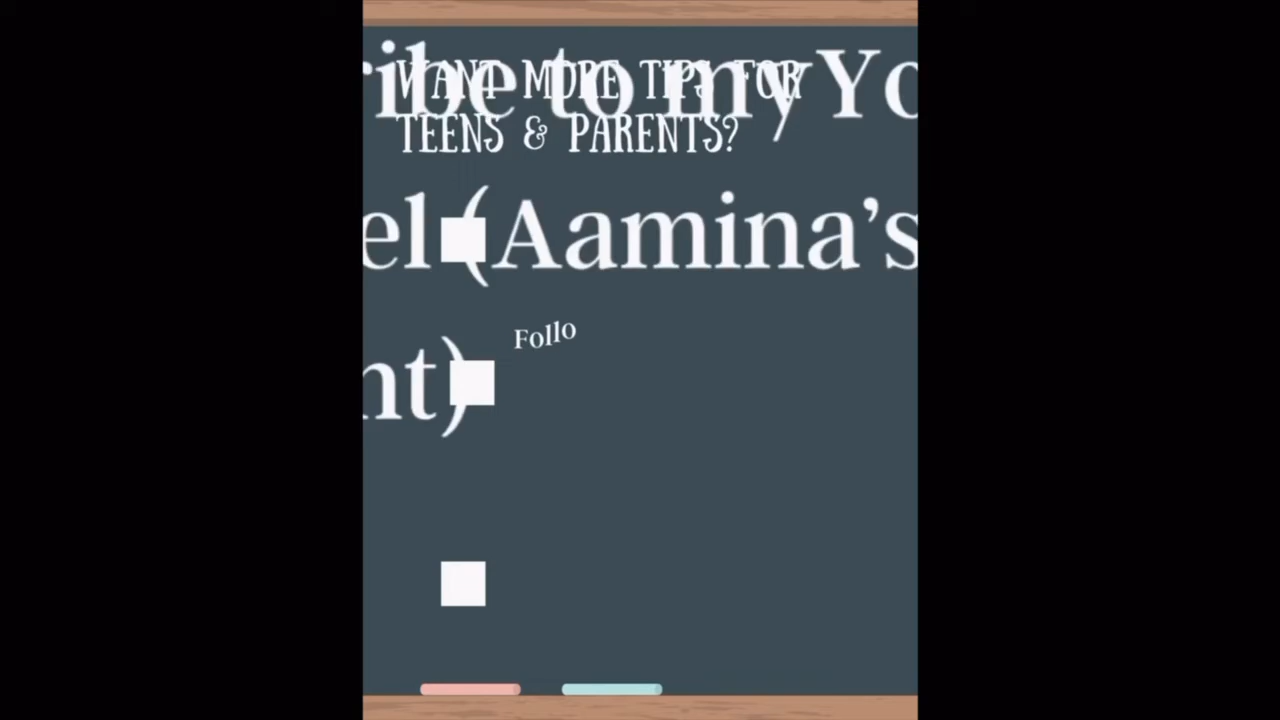 WANT MORE TIPS FOR
TEENS & PARENTS?
ribe to my Yo
el (Aamina's
Follo
nt)